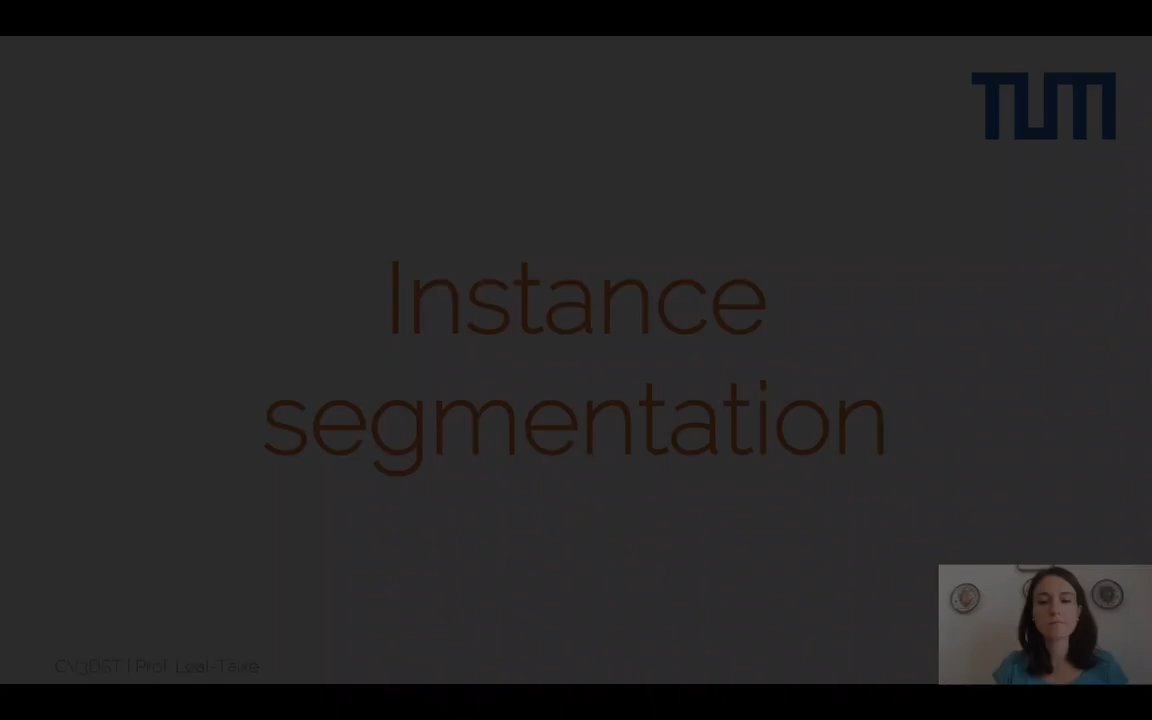 TUM
Instance
segmentation
CV3DST | Prof. Leal-Taixé